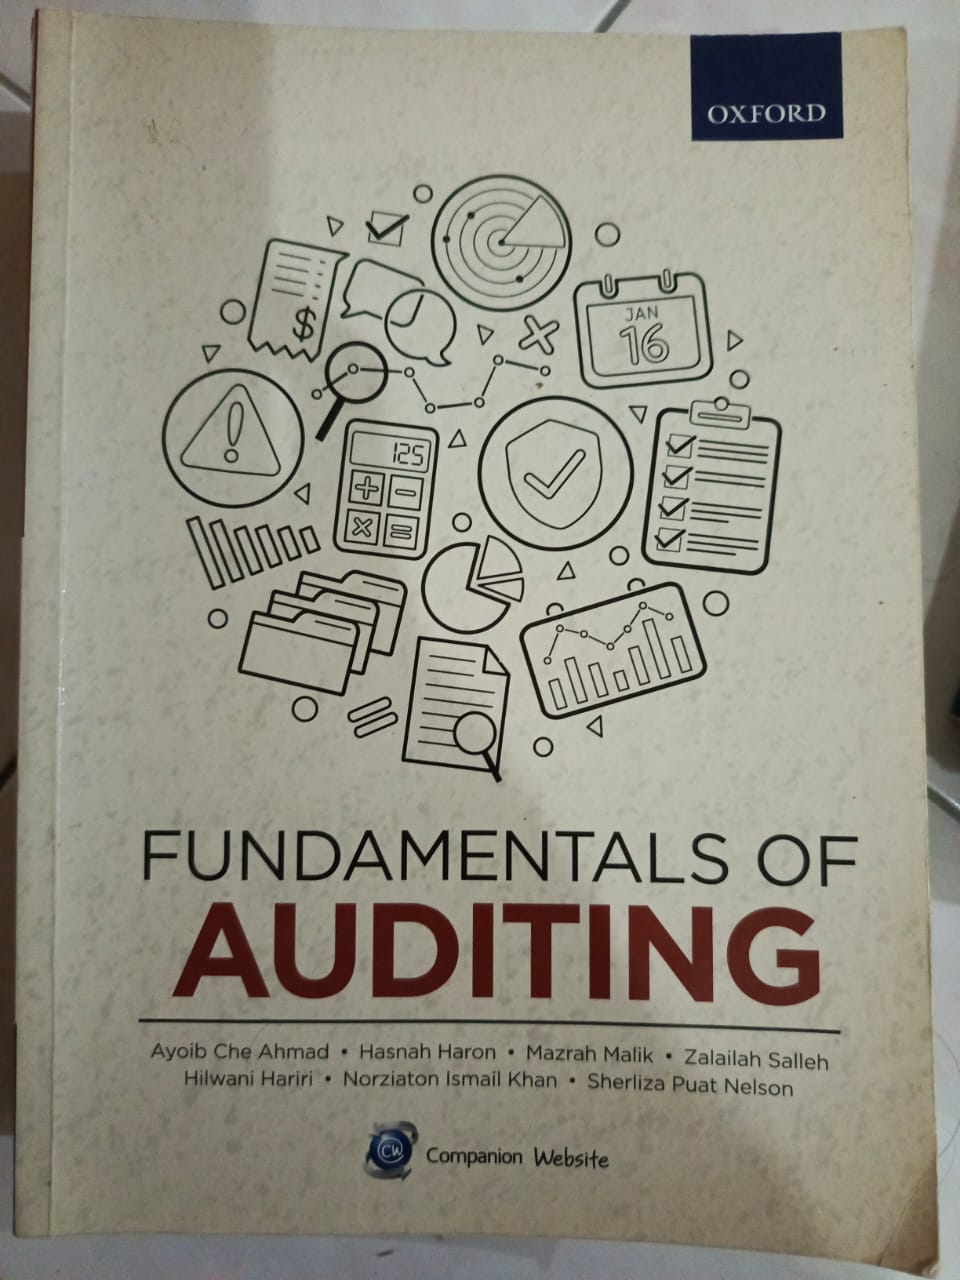 OXFORD
$
JAN
16
125
FUNDAMENTALS OF
AUDITING
Ayoib Che Ahmad • Hasnah Haron • Mazrah Malik • Zalailah Salleh
Hilwani Hariri • Norziaton Ismail Khan • Sherliza Puat Nelson
CW Companion Website